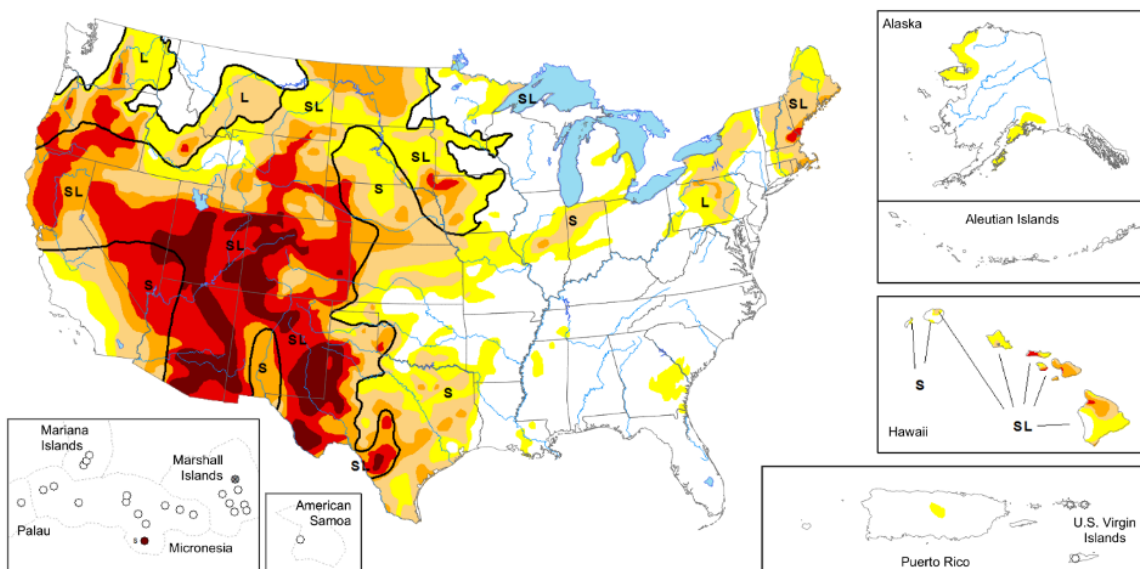 Alaska
L
L
SL
SL
SL
SL
SL
S
L
S
SL
S
SL
S
S
SL
Aleutian Islands
S
SL
Hawaii
Mariana
Islands
Marshall
Islands
Palau
S
Micronesia
American
Samoa
U.S. Virgin
Islands
Puerto Rico